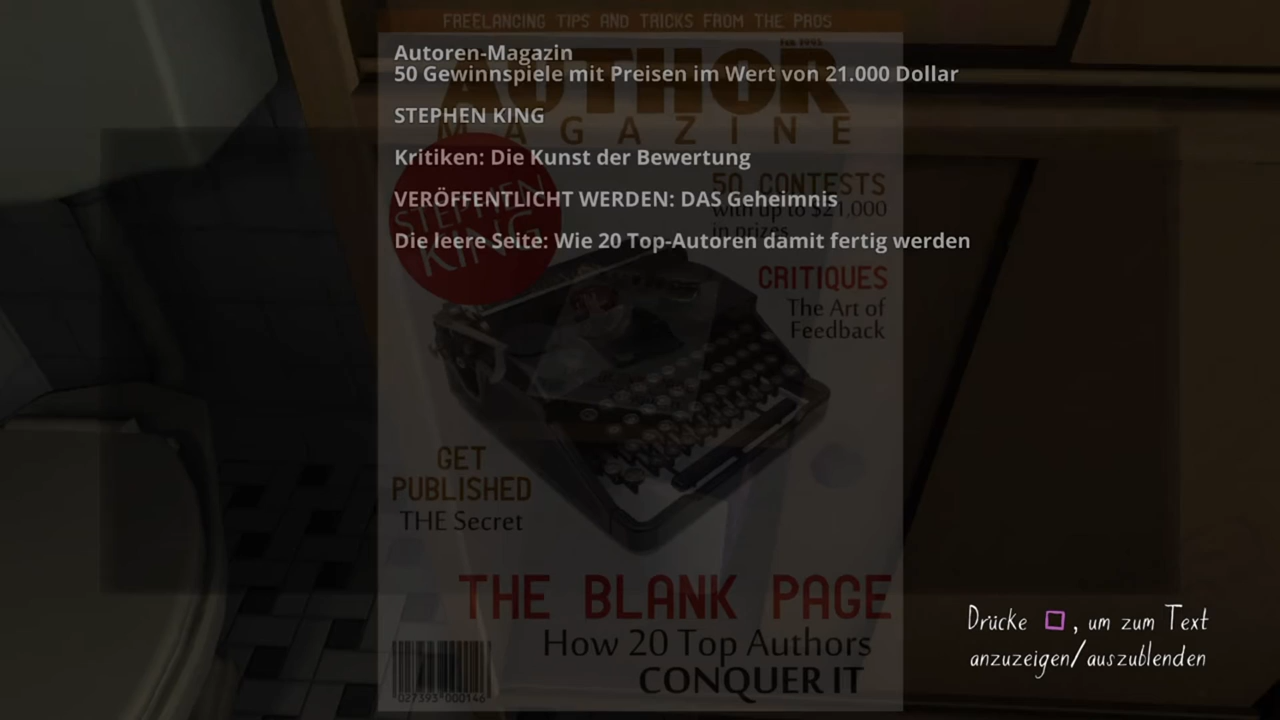 FREELANCING TIPS AND TRICKS FROM THE PROS
Autoren-Magazin
50 Gewinnspiele mit Preisen im Wert von 21.000 Dollar
STEPHEN KING
Kritiken: Die Kunst der Bewertung
VERÖFFENTLICHT WERDEN: DAS Geheimnis
Die leere Seite: Wie 20 Top-Autoren damit fertig werden
AUTHOR
MAGAZINE
STEPHEN
KING
50 CONTESTS
with up to $21,000
in prizes
CRITIQUES
The Art of
Feedback
GET
PUBLISHED
THE Secret
THE BLANK PAGE
How 20 Top Authors
CONQUER IT
Drücke □, um zum Text
anzuzeigen/auszublenden